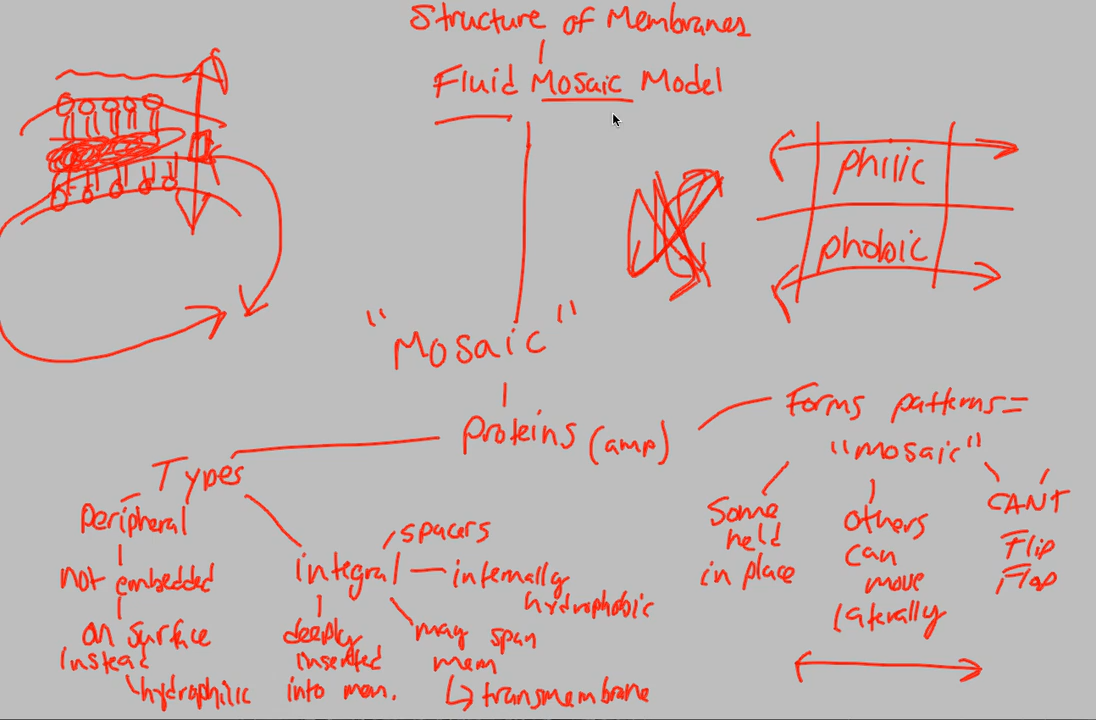 Structure of Membranes
Fluid Mosaic Model
philic
phobic
"Mosaic"
Proteins (amp)
Forms patterns =
"mosaic"
Some
held
in place
others
can
move
laterally
CANT
Flip
Flop
Types
Peripheral
not embedded
on surface
instead
hydrophilic
integral
spacers
internally
hydrophobic
deeply
inserted
into mem.
may span
mem
transmembrane